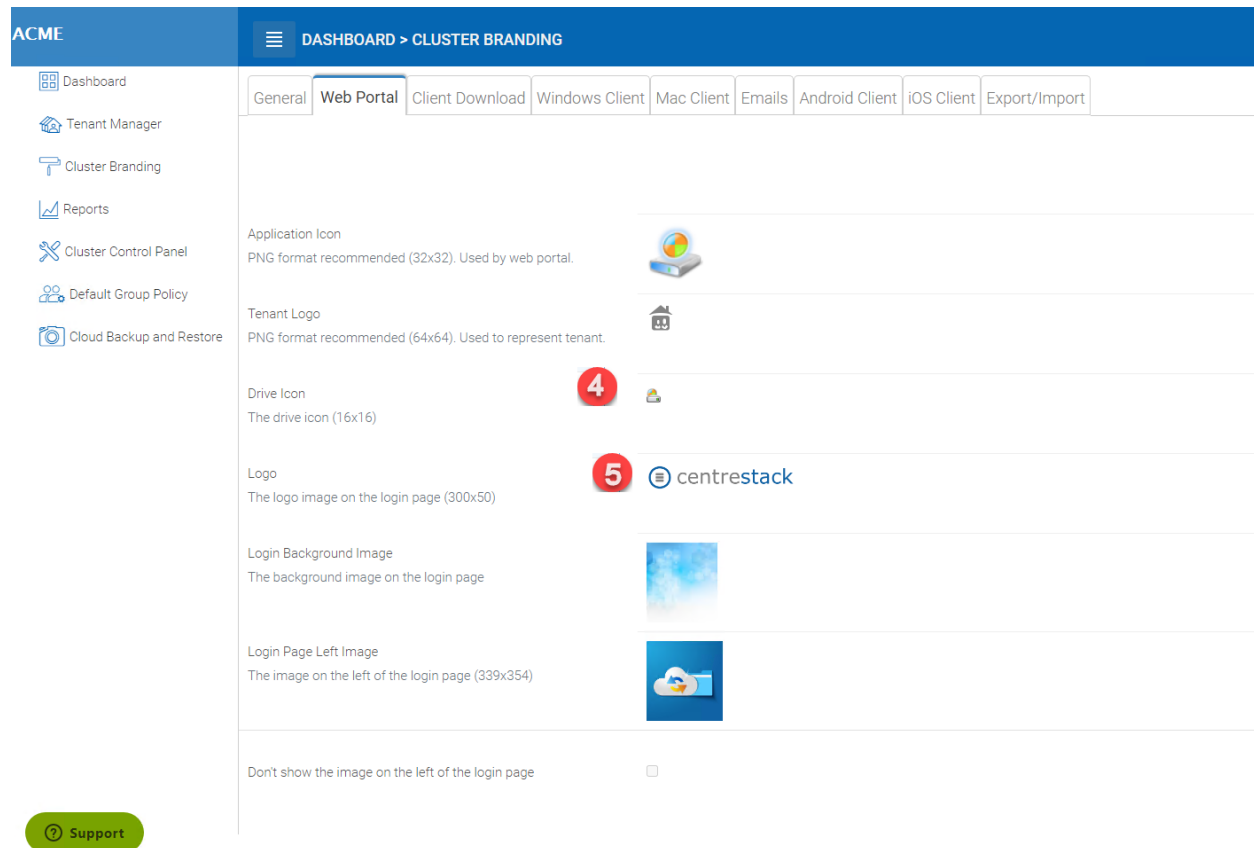 ACME
DASHBOARD > CLUSTER BRANDING
Dashboard
Tenant Manager
Cluster Branding
Reports
Cluster Control Panel
Default Group Policy
Cloud Backup and Restore
General Web Portal Client Download Windows Client Mac Client Emails Android Client iOS Client Export/Import
Application Icon
PNG format recommended (32x32). Used by web portal.
Tenant Logo
PNG format recommended (64x64). Used to represent tenant.
Drive Icon
4
The drive icon (16x16)
Logo
5
centrestack
The logo image on the login page (300x50)
Login Background Image
The background image on the login page
Login Page Left Image
The image on the left of the login page (339x354)
Don't show the image on the left of the login page
Support